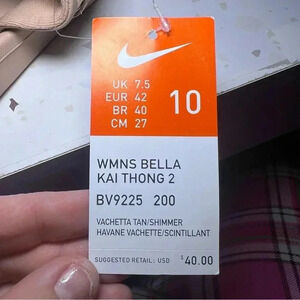 UK 7.5
EUR 42
BR 40
CM 27
10
WMNS BELLA
KAI THONG 2
BV9225 200
VACHETTA TAN/SHIMMER
HAVANE VACHETTE/SCINTILLANT
SUGGESTED RETAIL: USD $40.00